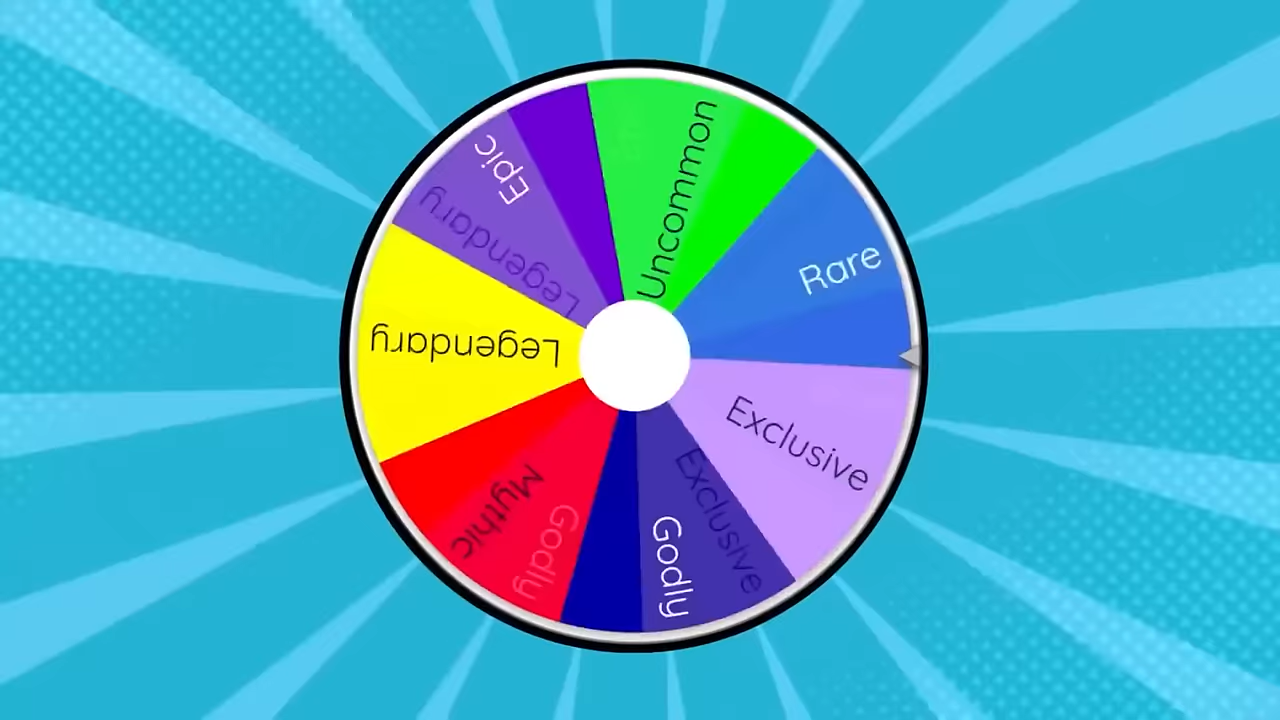 Uncommon
Rare
Exclusive
Exclusive
Godly
Godly
Mythic
Legendary
Legendary
Epic